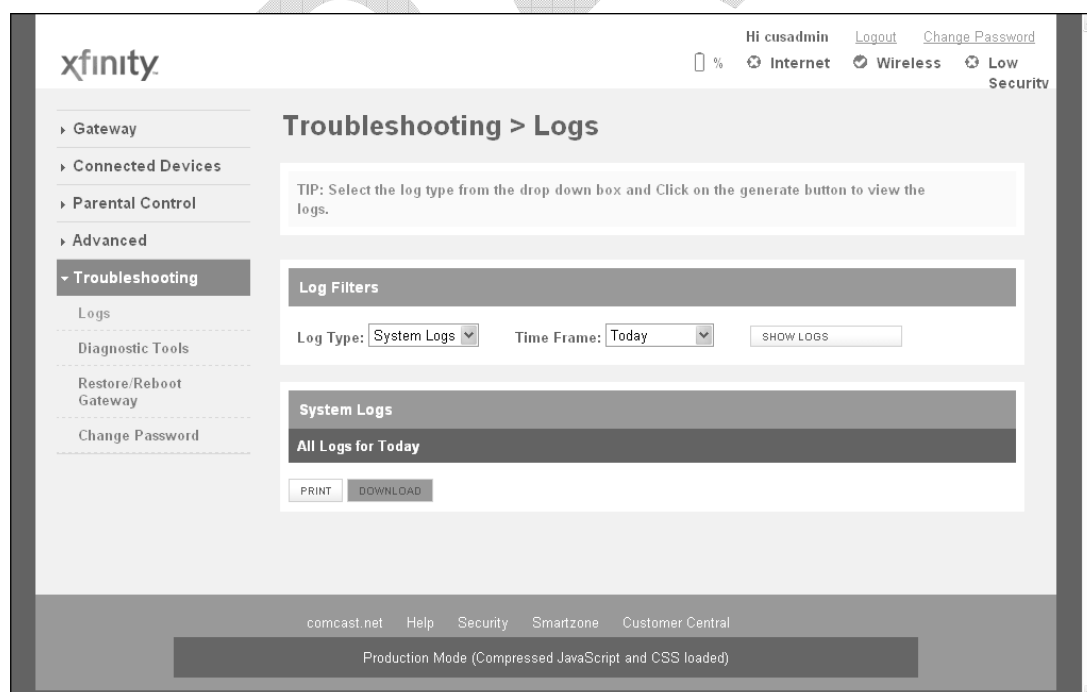 Hi cusadmin Logout Change Password
xfinity.
% Internet Wireless Low Security
Gateway
Connected Devices
Parental Control
Advanced
Troubleshooting
Logs
Diagnostic Tools
Restore/Reboot
Gateway
Change Password
Troubleshooting > Logs
TIP: Select the log type from the drop down box and Click on the generate button to view the
logs.
Log Filters
Log Type: System Logs Time Frame: Today SHOW LOGS
System Logs
All Logs for Today
PRINT DOWNLOAD
comcast.net Help Security Smartzone Customer Central
Production Mode (Compressed JavaScript and CSS loaded)